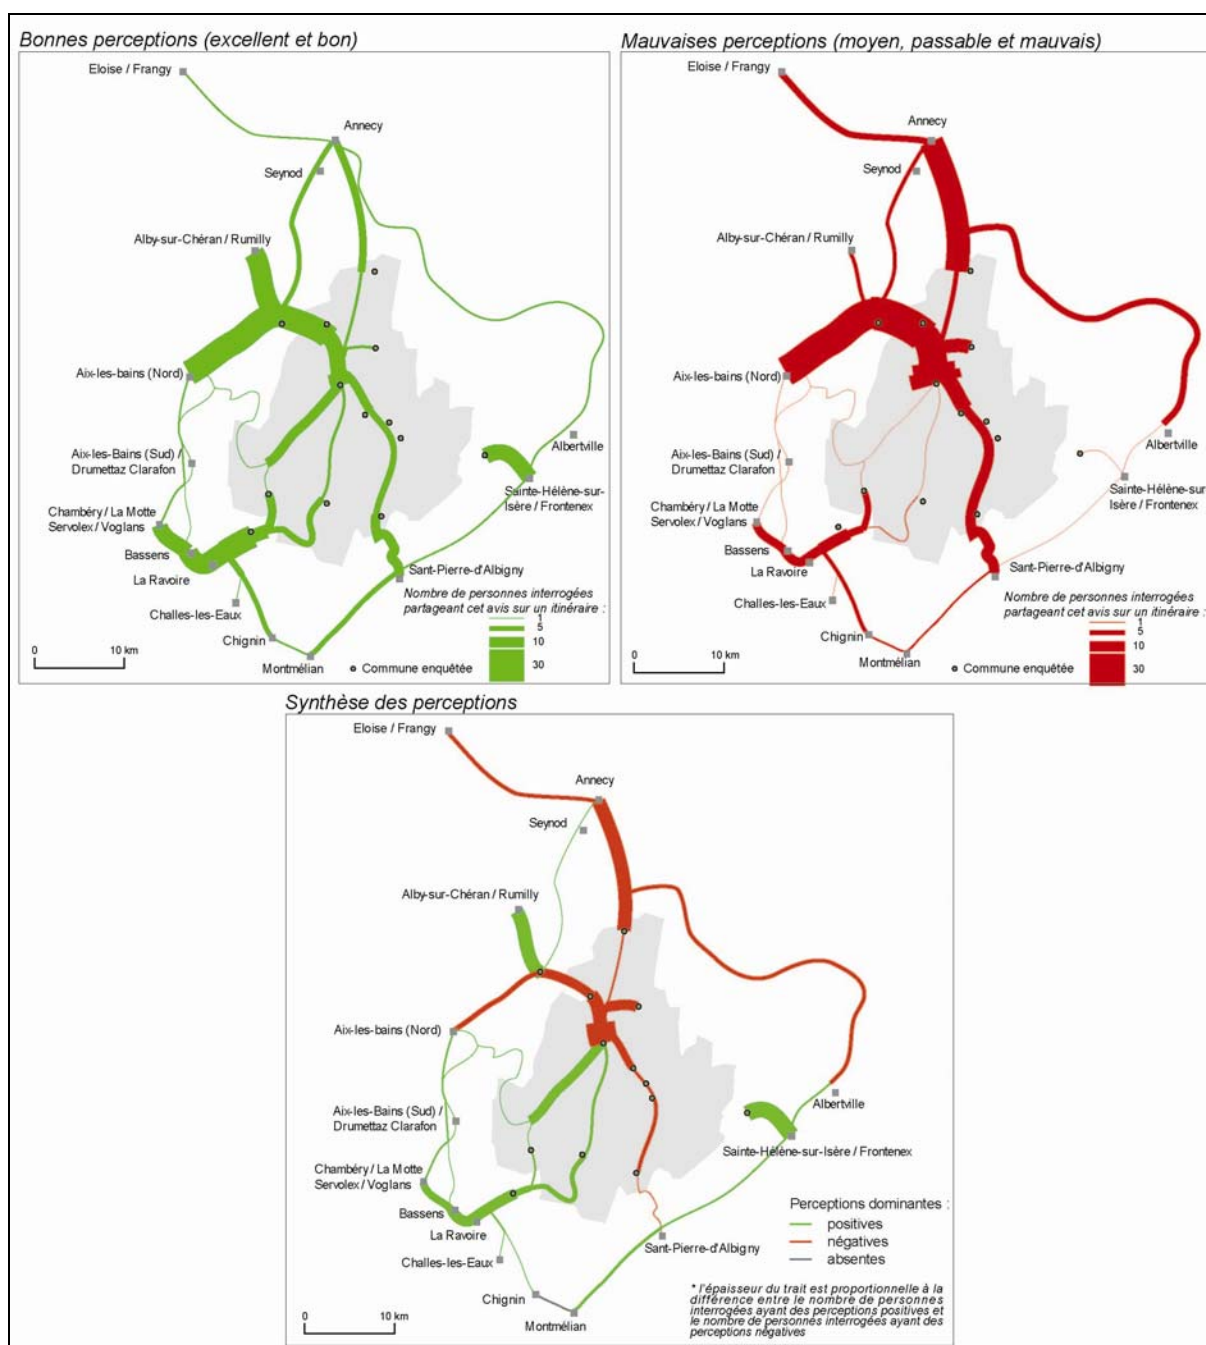 Bonnes perceptions (excellent et bon)
Eloise / Frangy
Annecy
Seynod
Alby-sur-Chéran / Rumilly
Aix-les-bains (Nord)
Aix-les-Bains (Sud) /
Drumettaz Clarafon
Albertville
Sainte-Hélène-sur-
Isère / Frontenex
Chambéry / La Motte
Servolex / Voglans
Bassens
La Ravoire
Sant-Pierre-d'Albigny
Challes-les-Eaux
Chignin
Montmélian
Nombre de personnes interrogées
partageant cet avis sur un itinéraire :
1
5
10
30
Commune enquêtée
0
10 km
Mauvaises perceptions (moyen, passable et mauvais)
Eloise / Frangy
Annecy
Seynod
Alby-sur-Chéran / Rumilly
Aix-les-bains (Nord)
Aix-les-Bains (Sud) /
Drumettaz Clarafon
Albertville
Sainte-Hélène-sur-
Isère / Frontenex
Chambéry / La Motte
Servolex / Voglans
Bassens
La Ravoire
Sant-Pierre-d'Albigny
Challes-les-Eaux
Chignin
Montmélian
Nombre de personnes interrogées
partageant cet avis sur un itinéraire :
1
5
10
30
Commune enquêtée
0
10 km
Synthèse des perceptions
Eloise / Frangy
Annecy
Seynod
Alby-sur-Chéran / Rumilly
Aix-les-bains (Nord)
Aix-les-Bains (Sud) /
Drumettaz Clarafon
Albertville
Sainte-Hélène-sur-Isère / Frontenex
Chambéry / La Motte
Servolex / Voglans
Bassens
La Ravoire
Sant-Pierre-d'Albigny
Challes-les-Eaux
Chignin
Montmélian
0
10 km
Perceptions dominantes :
positives
négatives
absentes
* l'épaisseur du trait est proportionnelle à la
différence entre le nombre de personnes
interrogées ayant des perceptions positives et
le nombre de personnes interrogées ayant des
perceptions négatives